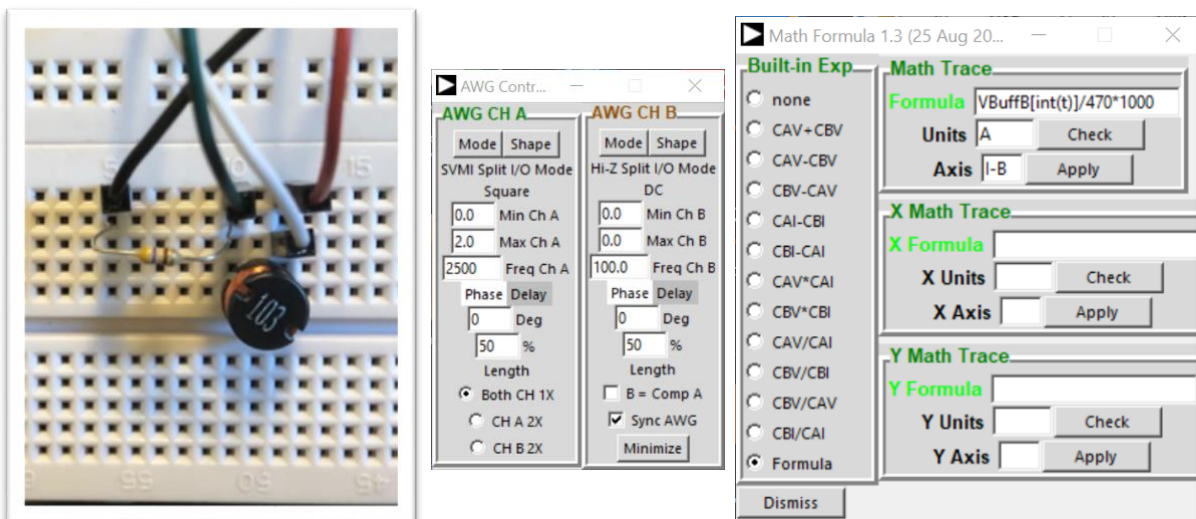 15
10
15
103
55
50
45
AWG Contr...
AWG CH A
Mode Shape
SVMI Split I/O Mode
Square
0.0 Min Ch A
2.0 Max Ch A
2500 Freq Ch A
Phase Delay
0 Deg
50 %
Length
Both CH 1X
CH A 2X
CH B 2X
AWG CH B
Mode Shape
Hi-Z Split I/O Mode
DC
0.0 Min Ch B
0.0 Max Ch B
100.0 Freq Ch B
Phase Delay
0 Deg
50 %
Length
B = Comp A
Sync AWG
Minimize
Math Formula 1.3 (25 Aug 20...
Built-in Exp
none
CAV+CBV
CAV-CBV
CBV-CAV
CAI-CBI
CBI-CAI
CAV*CAI
CBV*CBI
CAV/CAI
CBV/CBI
CBV/CAV
CBI/CAI
Formula
Dismiss
Math Trace
Formula VBuffB[int(t)]/470*1000
Units A Check
Axis I-B Apply
X Math Trace
X Formula
X Units Check
X Axis Apply
Y Math Trace
Y Formula
Y Units Check
Y Axis Apply